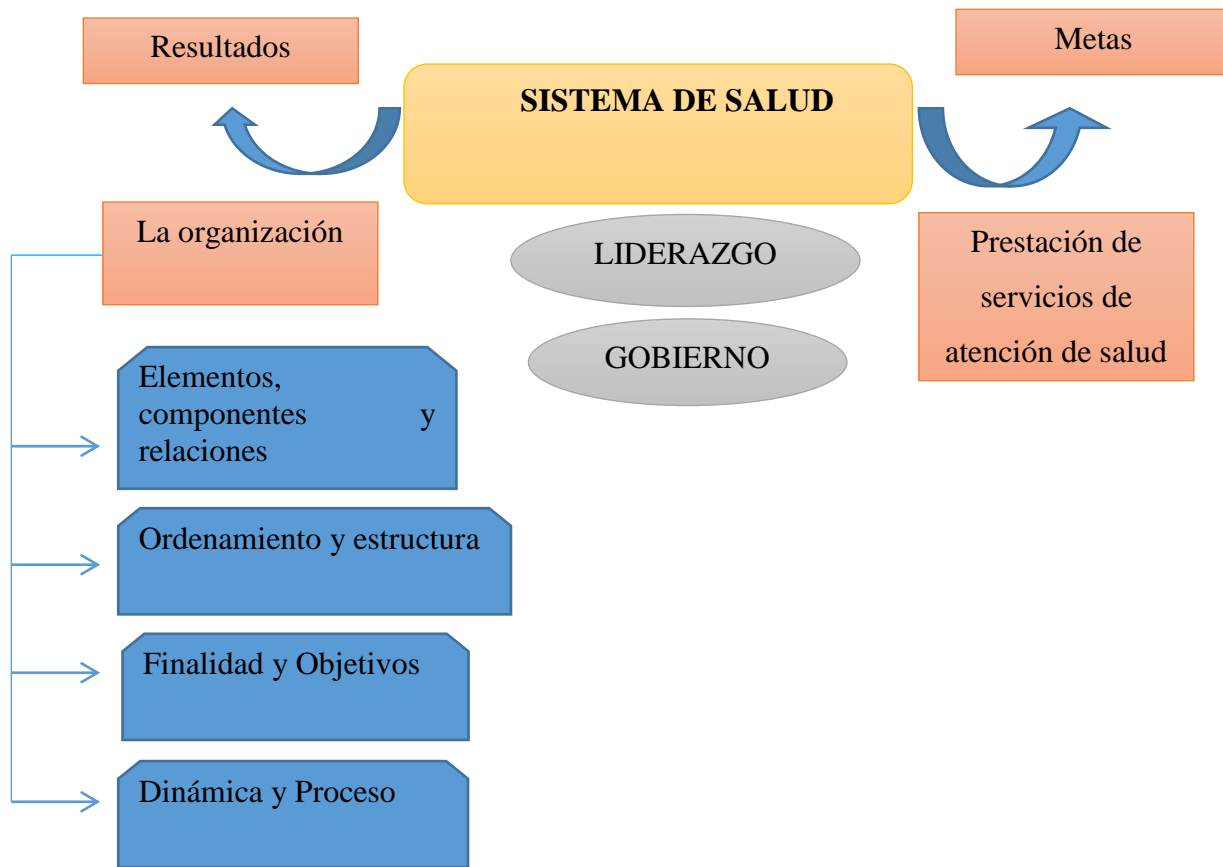 Resultados
Metas
SISTEMA DE SALUD
La organización
LIDERAZGO
GOBIERNO
Prestación de
servicios de
atención de salud
Elementos,
componentes y
relaciones
Ordenamiento y estructura
Finalidad y Objetivos
Dinámica y Proceso